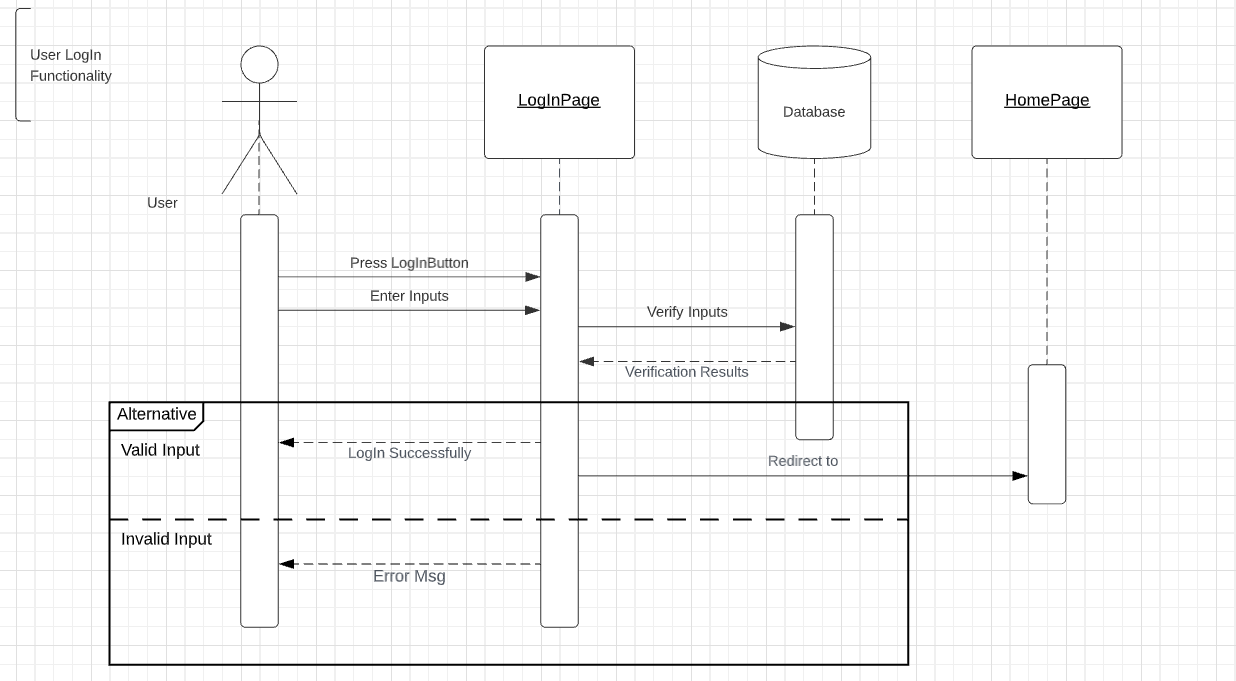 User LogIn
Functionality
LogInPage
Database
HomePage
User
Press LogInButton
Enter Inputs
Verify Inputs
Verification Results
Alternative
Valid Input
LogIn Successfully
Redirect to
Invalid Input
Error Msg